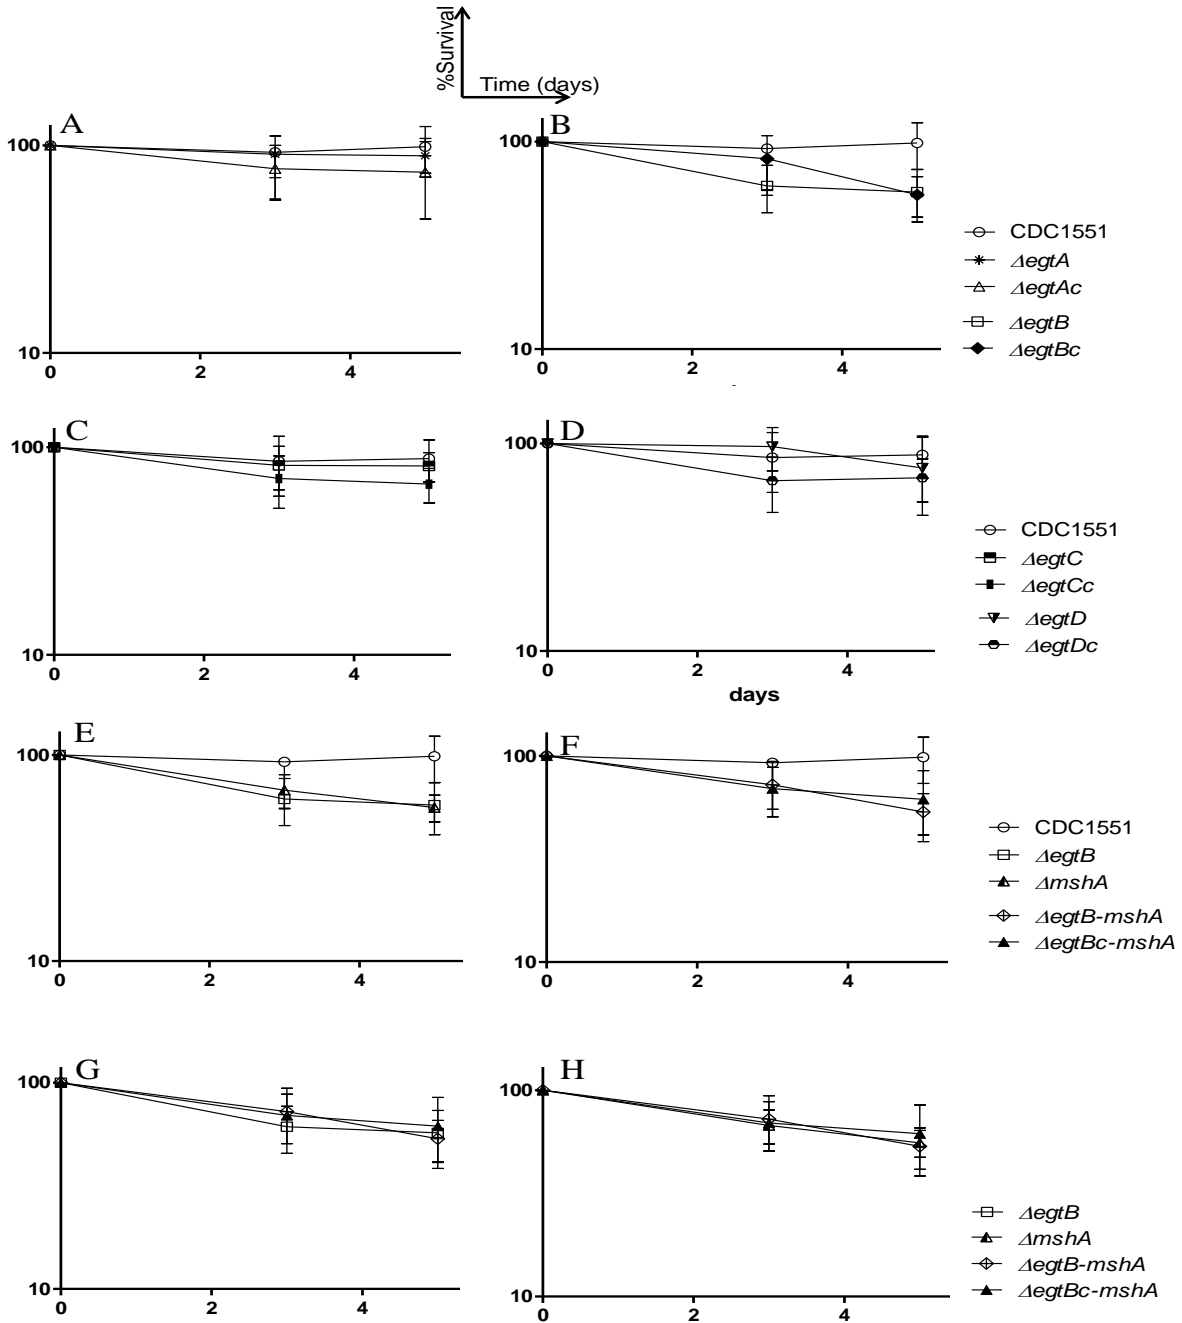 %Survival
Time (days)
A
100
10
0 2 4
B
100
10
0 2 4
CDC1551
ΔegtA
ΔegtAc
ΔegtB
ΔegtBc
C
100
10
0 2 4
D
100
10
0 2 4
days
CDC1551
ΔegtC
ΔegtCc
ΔegtD
ΔegtDc
E
100
10
0 2 4
F
100
10
0 2 4
CDC1551
ΔegtB
ΔmshA
ΔegtB-mshA
ΔegtBc-mshA
G
100
10
0 2 4
H
100
10
0 2 4
ΔegtB
ΔmshA
ΔegtB-mshA
ΔegtBc-mshA